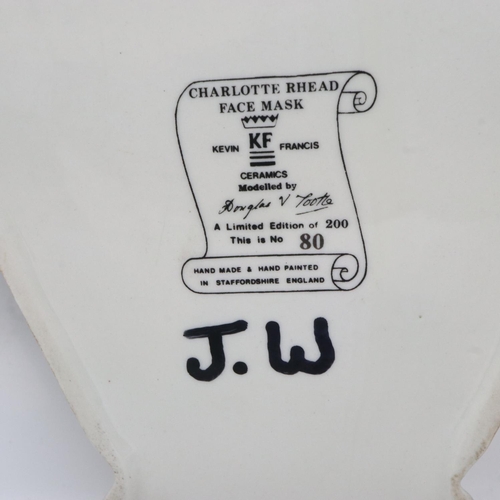 CHARLOTTE RHEAD
FACE MASK
KEVIN KF FRANCIS
CERAMICS
Modelled by
Douglas V Tootle
A Limited Edition of 200
This is No 80
HAND MADE & HAND PAINTED
IN STAFFORDSHIRE ENGLAND
J.W